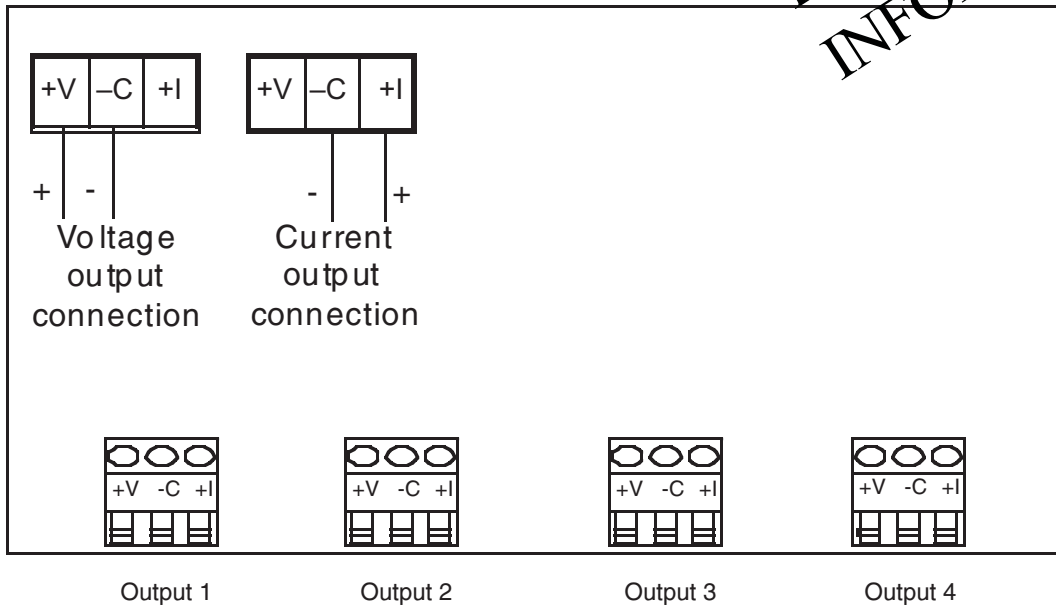 INFO
+V –C +I
+V –C +I
+ -
- +
Voltage
output
connection
Current
output
connection
+V -C +I
+V -C +I
+V -C +I
+V -C +I
Output 1
Output 2
Output 3
Output 4